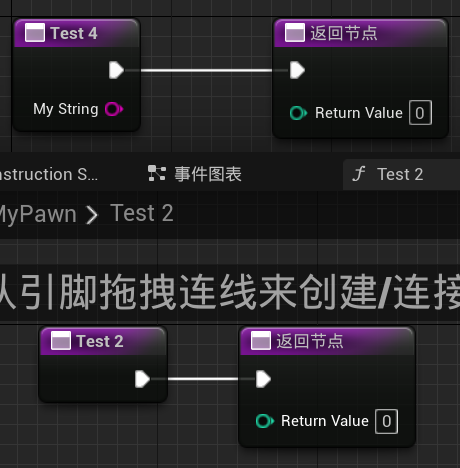 Test 4
返回节点
My String
Return Value 0
nstruction S...
事件图表
f Test 2
MyPawn > Test 2
从引脚拖拽连线来创建/连接
Test 2
返回节点
Return Value 0